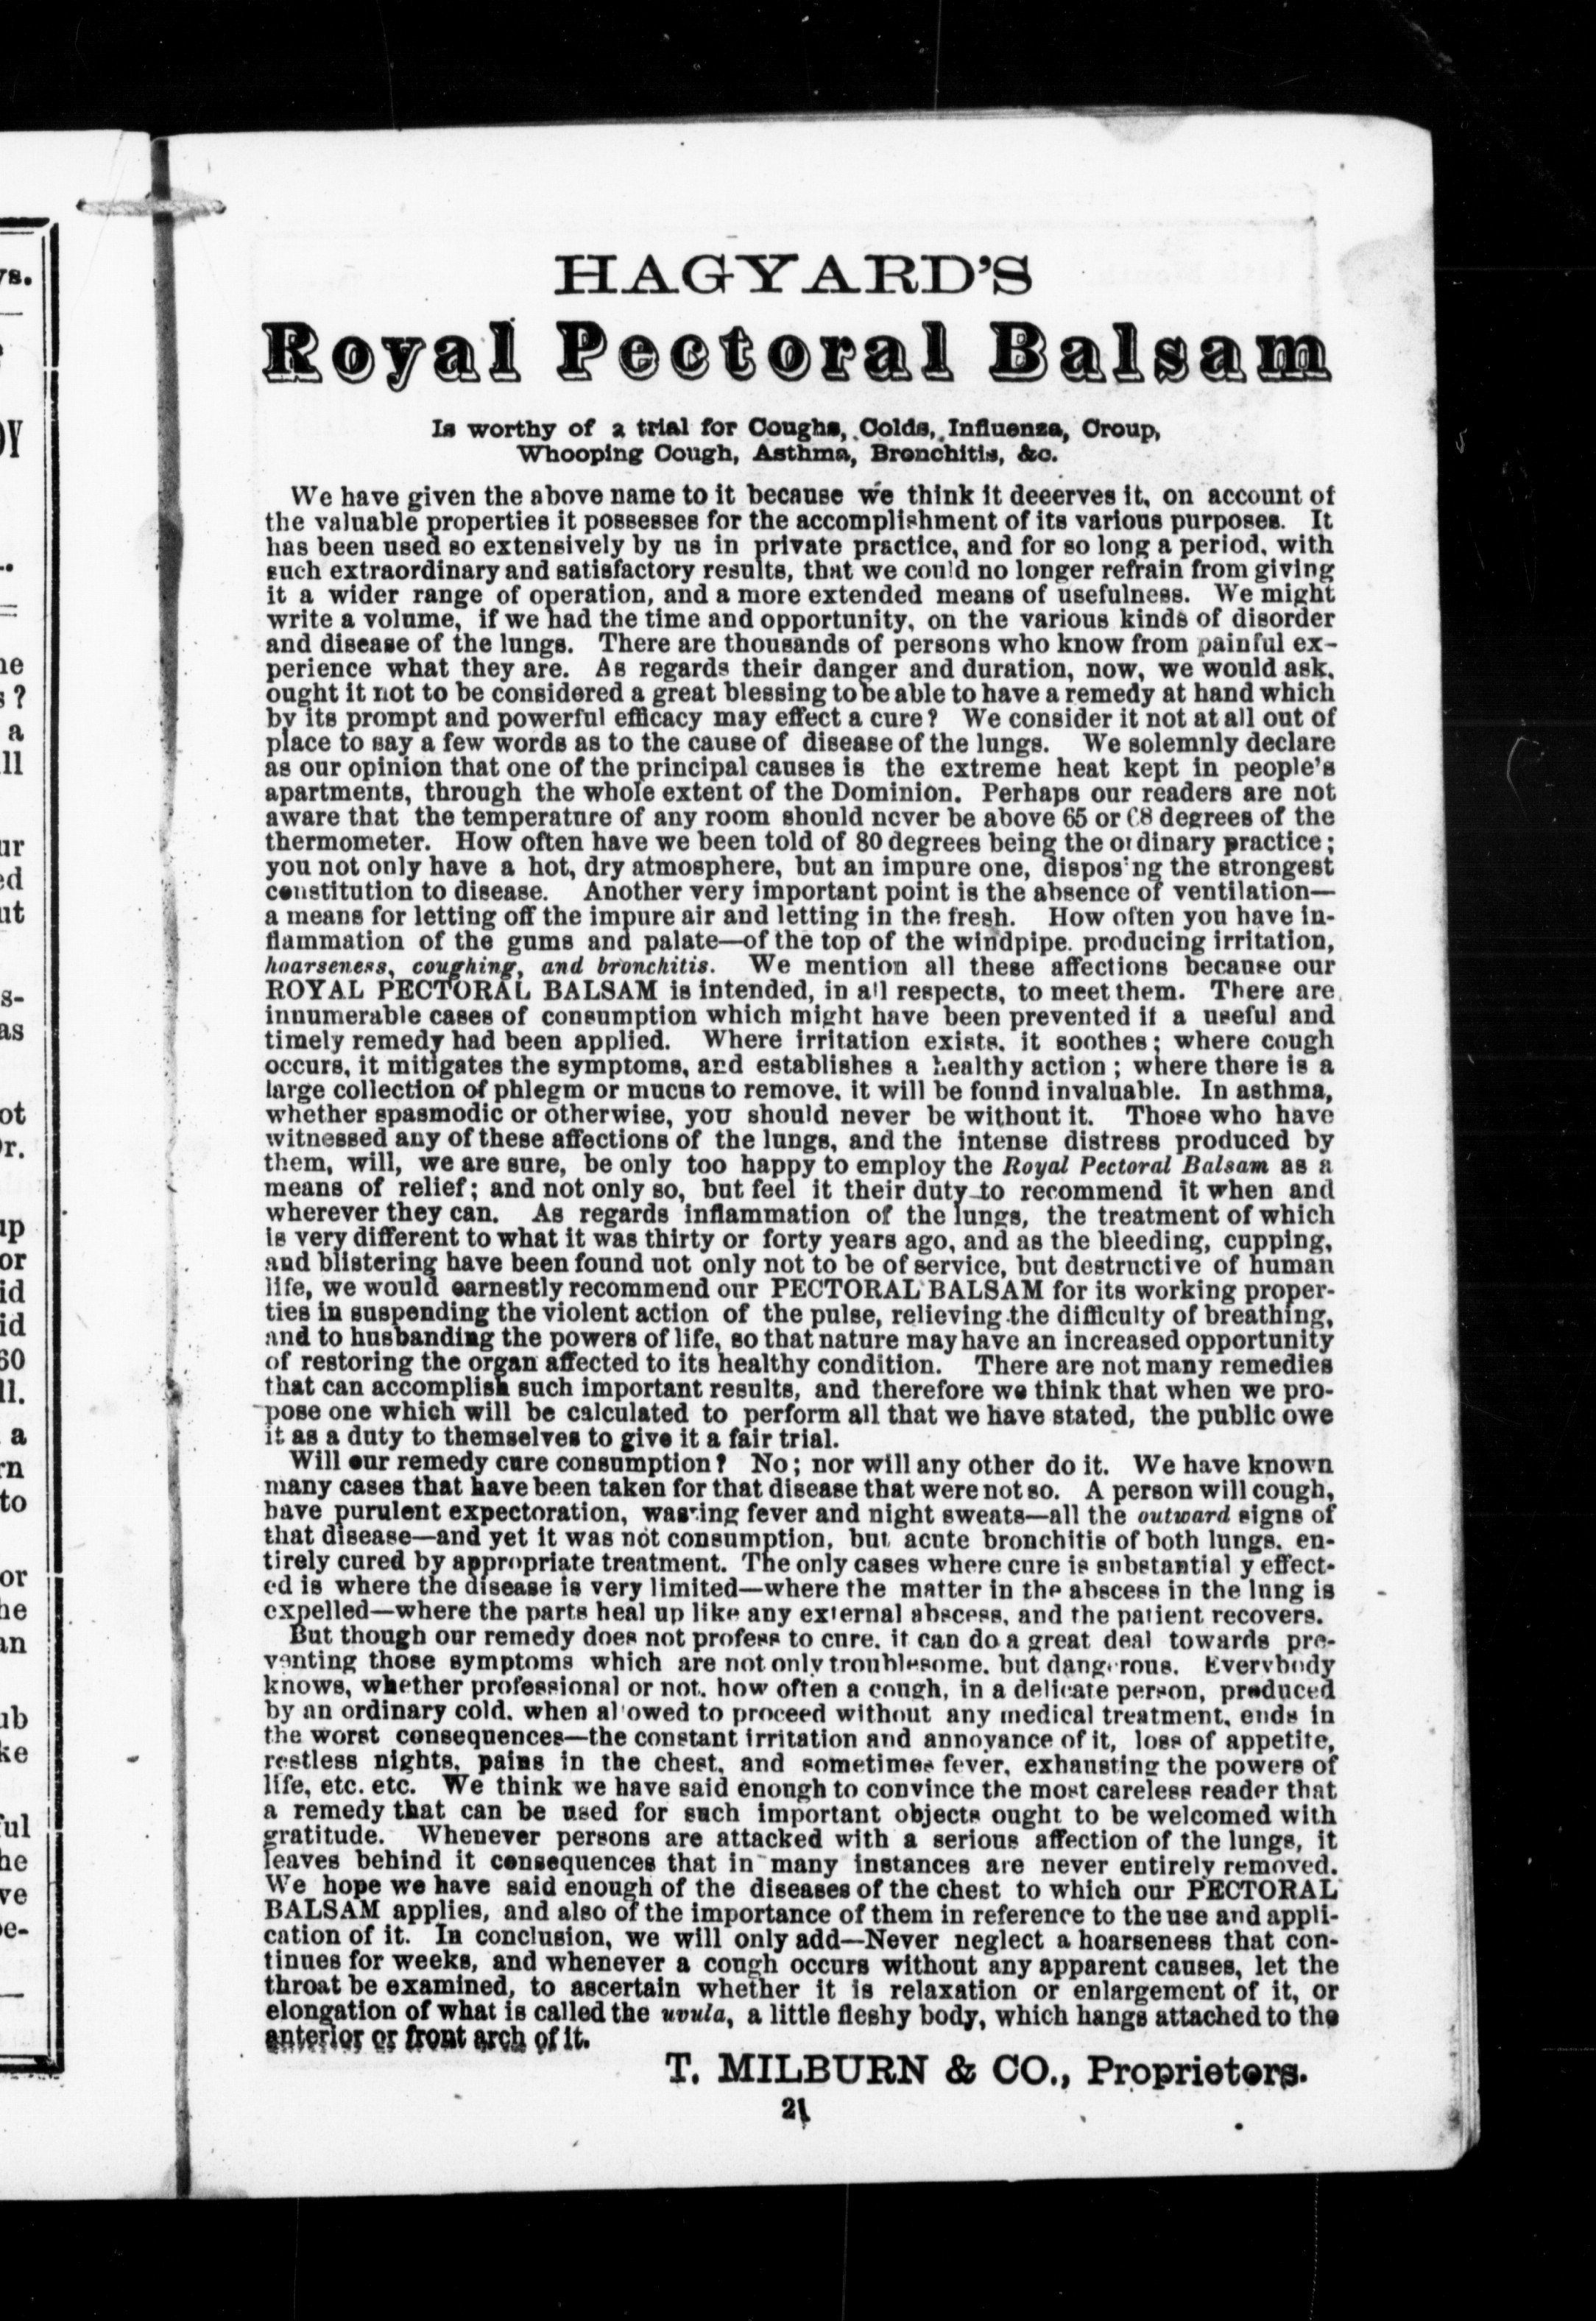 HAGYARD'S
Royal Pectoral Balsam
Is worthy of a trial for Coughs, Colds, Influenza, Croup,
Whooping Cough, Asthma, Bronchitis, &c.
We have given the above name to it because we think it deeerves it, on account of
the valuable properties it possesses for the accomplishment of its various purposes. It
has been used so extensively by us in private practice, and for so long a period, with
such extraordinary and satisfactory results, that we could no longer refrain from giving
it a wider range of operation, and a more extended means of usefulness. We might
write a volume, if we had the time and opportunity, on the various kinds of disorder
and disease of the lungs. There are thousands of persons who know from painful ex-
perience what they are. As regards their danger and duration, now, we would ask,
ought it not to be considered a great blessing to be able to have a remedy at hand which
by its prompt and powerful efficacy may effect a cure? We consider it not at all out of
place to say a few words as to the cause of disease of the lungs. We solemnly declare
as our opinion that one of the principal causes is the extreme heat kept in people's
apartments, through the whole extent of the Dominion. Perhaps our readers are not
aware that the temperature of any room should never be above 65 or 68 degrees of the
thermometer. How often have we been told of 80 degrees being the ordinary practice;
you not only have a hot, dry atmosphere, but an impure one, disposing the strongest
constitution to disease. Another very important point is the absence of ventilation—
a means for letting off the impure air and letting in the fresh. How often you have in-
flammation of the gums and palate—of the top of the windpipe. producing irritation,
hoarseness, coughing, and bronchitis. We mention all these affections because our
ROYAL PECTORAL BALSAM is intended, in all respects, to meet them. There are
innumerable cases of consumption which might have been prevented if a useful and
timely remedy had been applied. Where irritation exists, it soothes; where cough
occurs, it mitigates the symptoms, and establishes a healthy action; where there is a
large collection of phlegm or mucus to remove, it will be found invaluable. In asthma,
whether spasmodic or otherwise, you should never be without it. Those who have
witnessed any of these affections of the lungs, and the intense distress produced by
them, will, we are sure, be only too happy to employ the Royal Pectoral Balsam as a
means of relief; and not only so, but feel it their duty to recommend it when and
wherever they can. As regards inflammation of the lungs, the treatment of which
is very different to what it was thirty or forty years ago, and as the bleeding, cupping,
and blistering have been found not only not to be of service, but destructive of human
life, we would earnestly recommend our PECTORAL BALSAM for its working proper-
ties in suspending the violent action of the pulse, relieving the difficulty of breathing,
and to husbanding the powers of life, so that nature may have an increased opportunity
of restoring the organ affected to its healthy condition. There are not many remedies
that can accomplish such important results, and therefore we think that when we pro-
pose one which will be calculated to perform all that we have stated, the public owe
it as a duty to themselves to give it a fair trial.
Will our remedy cure consumption? No; nor will any other do it. We have known
many cases that have been taken for that disease that were not so. A person will cough,
have purulent expectoration, wasting fever and night sweats—all the outward signs of
that disease—and yet it was not consumption, but acute bronchitis of both lungs, en-
tirely cured by appropriate treatment. The only cases where cure is substantial y effect-
ed is where the disease is very limited—where the matter in the abscess in the lung is
expelled—where the parts heal up like any external abscess, and the patient recovers.
But though our remedy does not profess to cure, it can do a great deal towards pre-
venting those symptoms which are not only troublesome, but dangerous. Everybody
knows, whether professional or not, how often a cough, in a delicate person, produced
by an ordinary cold, when allowed to proceed without any medical treatment, ends in
the worst consequences—the constant irritation and annoyance of it, loss of appetite,
restless nights, pains in the chest, and sometimes fever, exhausting the powers of
life, etc. etc. We think we have said enough to convince the most careless reader that
a remedy that can be used for such important objects ought to be welcomed with
gratitude. Whenever persons are attacked with a serious affection of the lungs, it
leaves behind it consequences that in many instances are never entirely removed.
We hope we have said enough of the diseases of the chest to which our PECTORAL
BALSAM applies, and also of the importance of them in reference to the use and appli-
cation of it. In conclusion, we will only add—Never neglect a hoarseness that con-
tinues for weeks, and whenever a cough occurs without any apparent causes, let the
throat be examined, to ascertain whether it is relaxation or enlargement of it, or
elongation of what is called the uvula, a little fleshy body, which hangs attached to the
anterior or front arch of it.
T. MILBURN & CO., Proprietors.
21